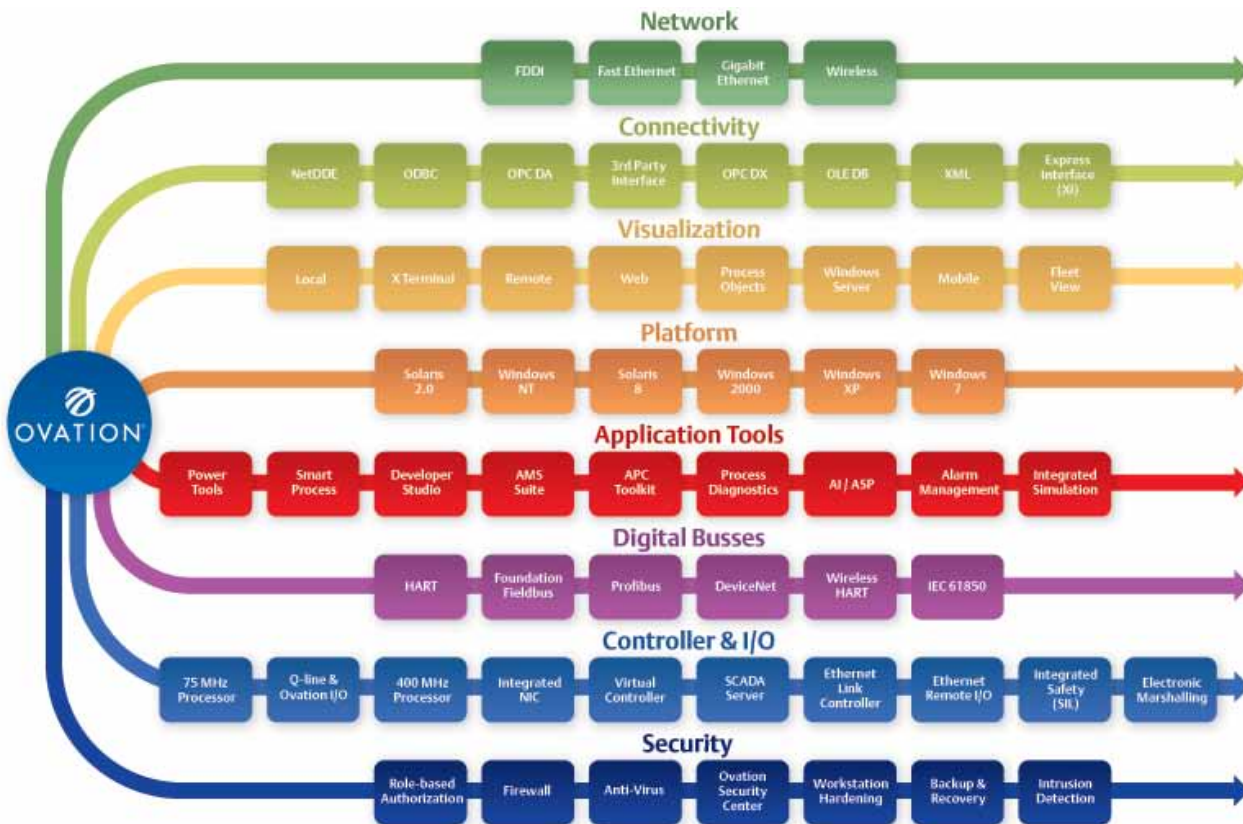 Network
FDDI
Fast Ethernet
Gigabit
Ethernet
Wireless
Connectivity
NetDDE
ODBC
OPC DA
3rd Party
Interface
OPC DX
OLE DB
XML
Express
Interface
(XI)
Visualization
Local
X Terminal
Remote
Web
Process
Objects
Windows
Server
Mobile
Fleet
View
Platform
Solaris
2.0
Windows
NT
Solaris
8
Windows
2000
Windows
XP
Windows
7
OVATION
Application Tools
Power
Tools
Smart
Process
Developer
Studio
AMS
Suite
APC
Toolkit
Process
Diagnostics
AI / ASP
Alarm
Management
Integrated
Simulation
Digital Busses
HART
Foundation
Fieldbus
Profibus
DeviceNet
Wireless
HART
IEC 61850
Controller & I/O
75 MHz
Processor
Q-line &
Ovation I/O
400 MHz
Processor
Integrated
NIC
Virtual
Controller
SCADA
Server
Ethernet
Link
Controller
Ethernet
Remote I/O
Integrated
Safety
(SIL)
Electronic
Marshalling
Security
Role-based
Authorization
Firewall
Anti-Virus
Ovation
Security
Center
Workstation
Hardening
Backup &
Recovery
Intrusion
Detection